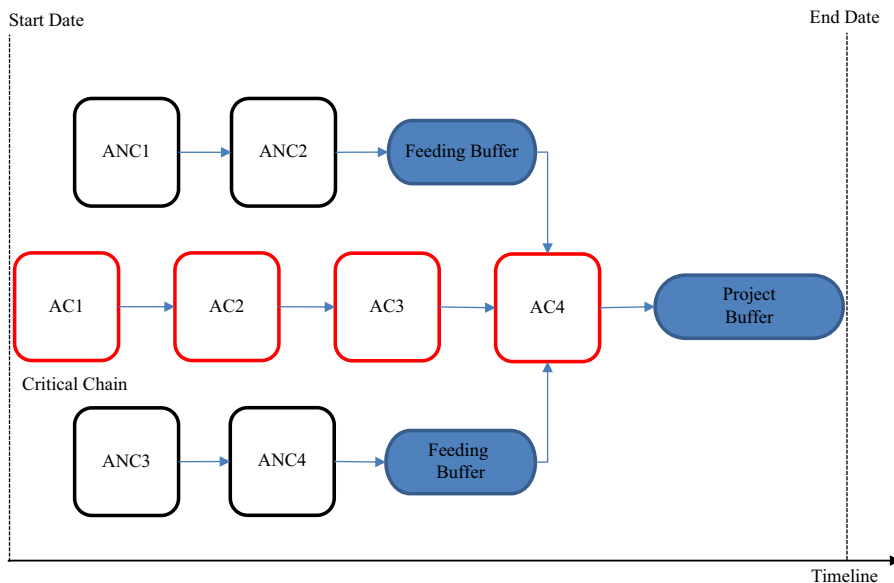 Start Date
End Date
ANC1
ANC2
Feeding Buffer
AC1
AC2
AC3
AC4
Project
Buffer
Critical Chain
ANC3
ANC4
Feeding
Buffer
Timeline